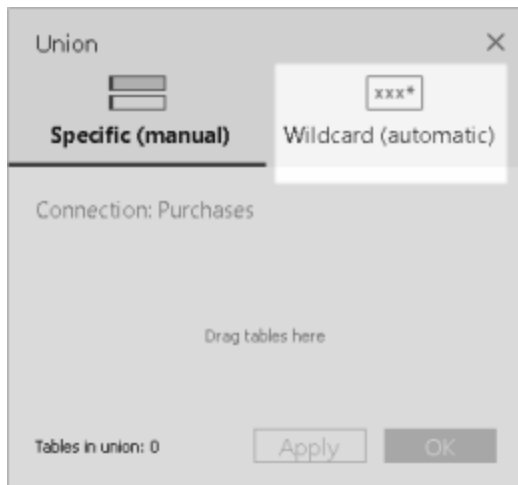 Union
xxx*
Specific (manual)
Wildcard (automatic)
Connection: Purchases
Drag tables here
Tables in union: 0
Apply
OK